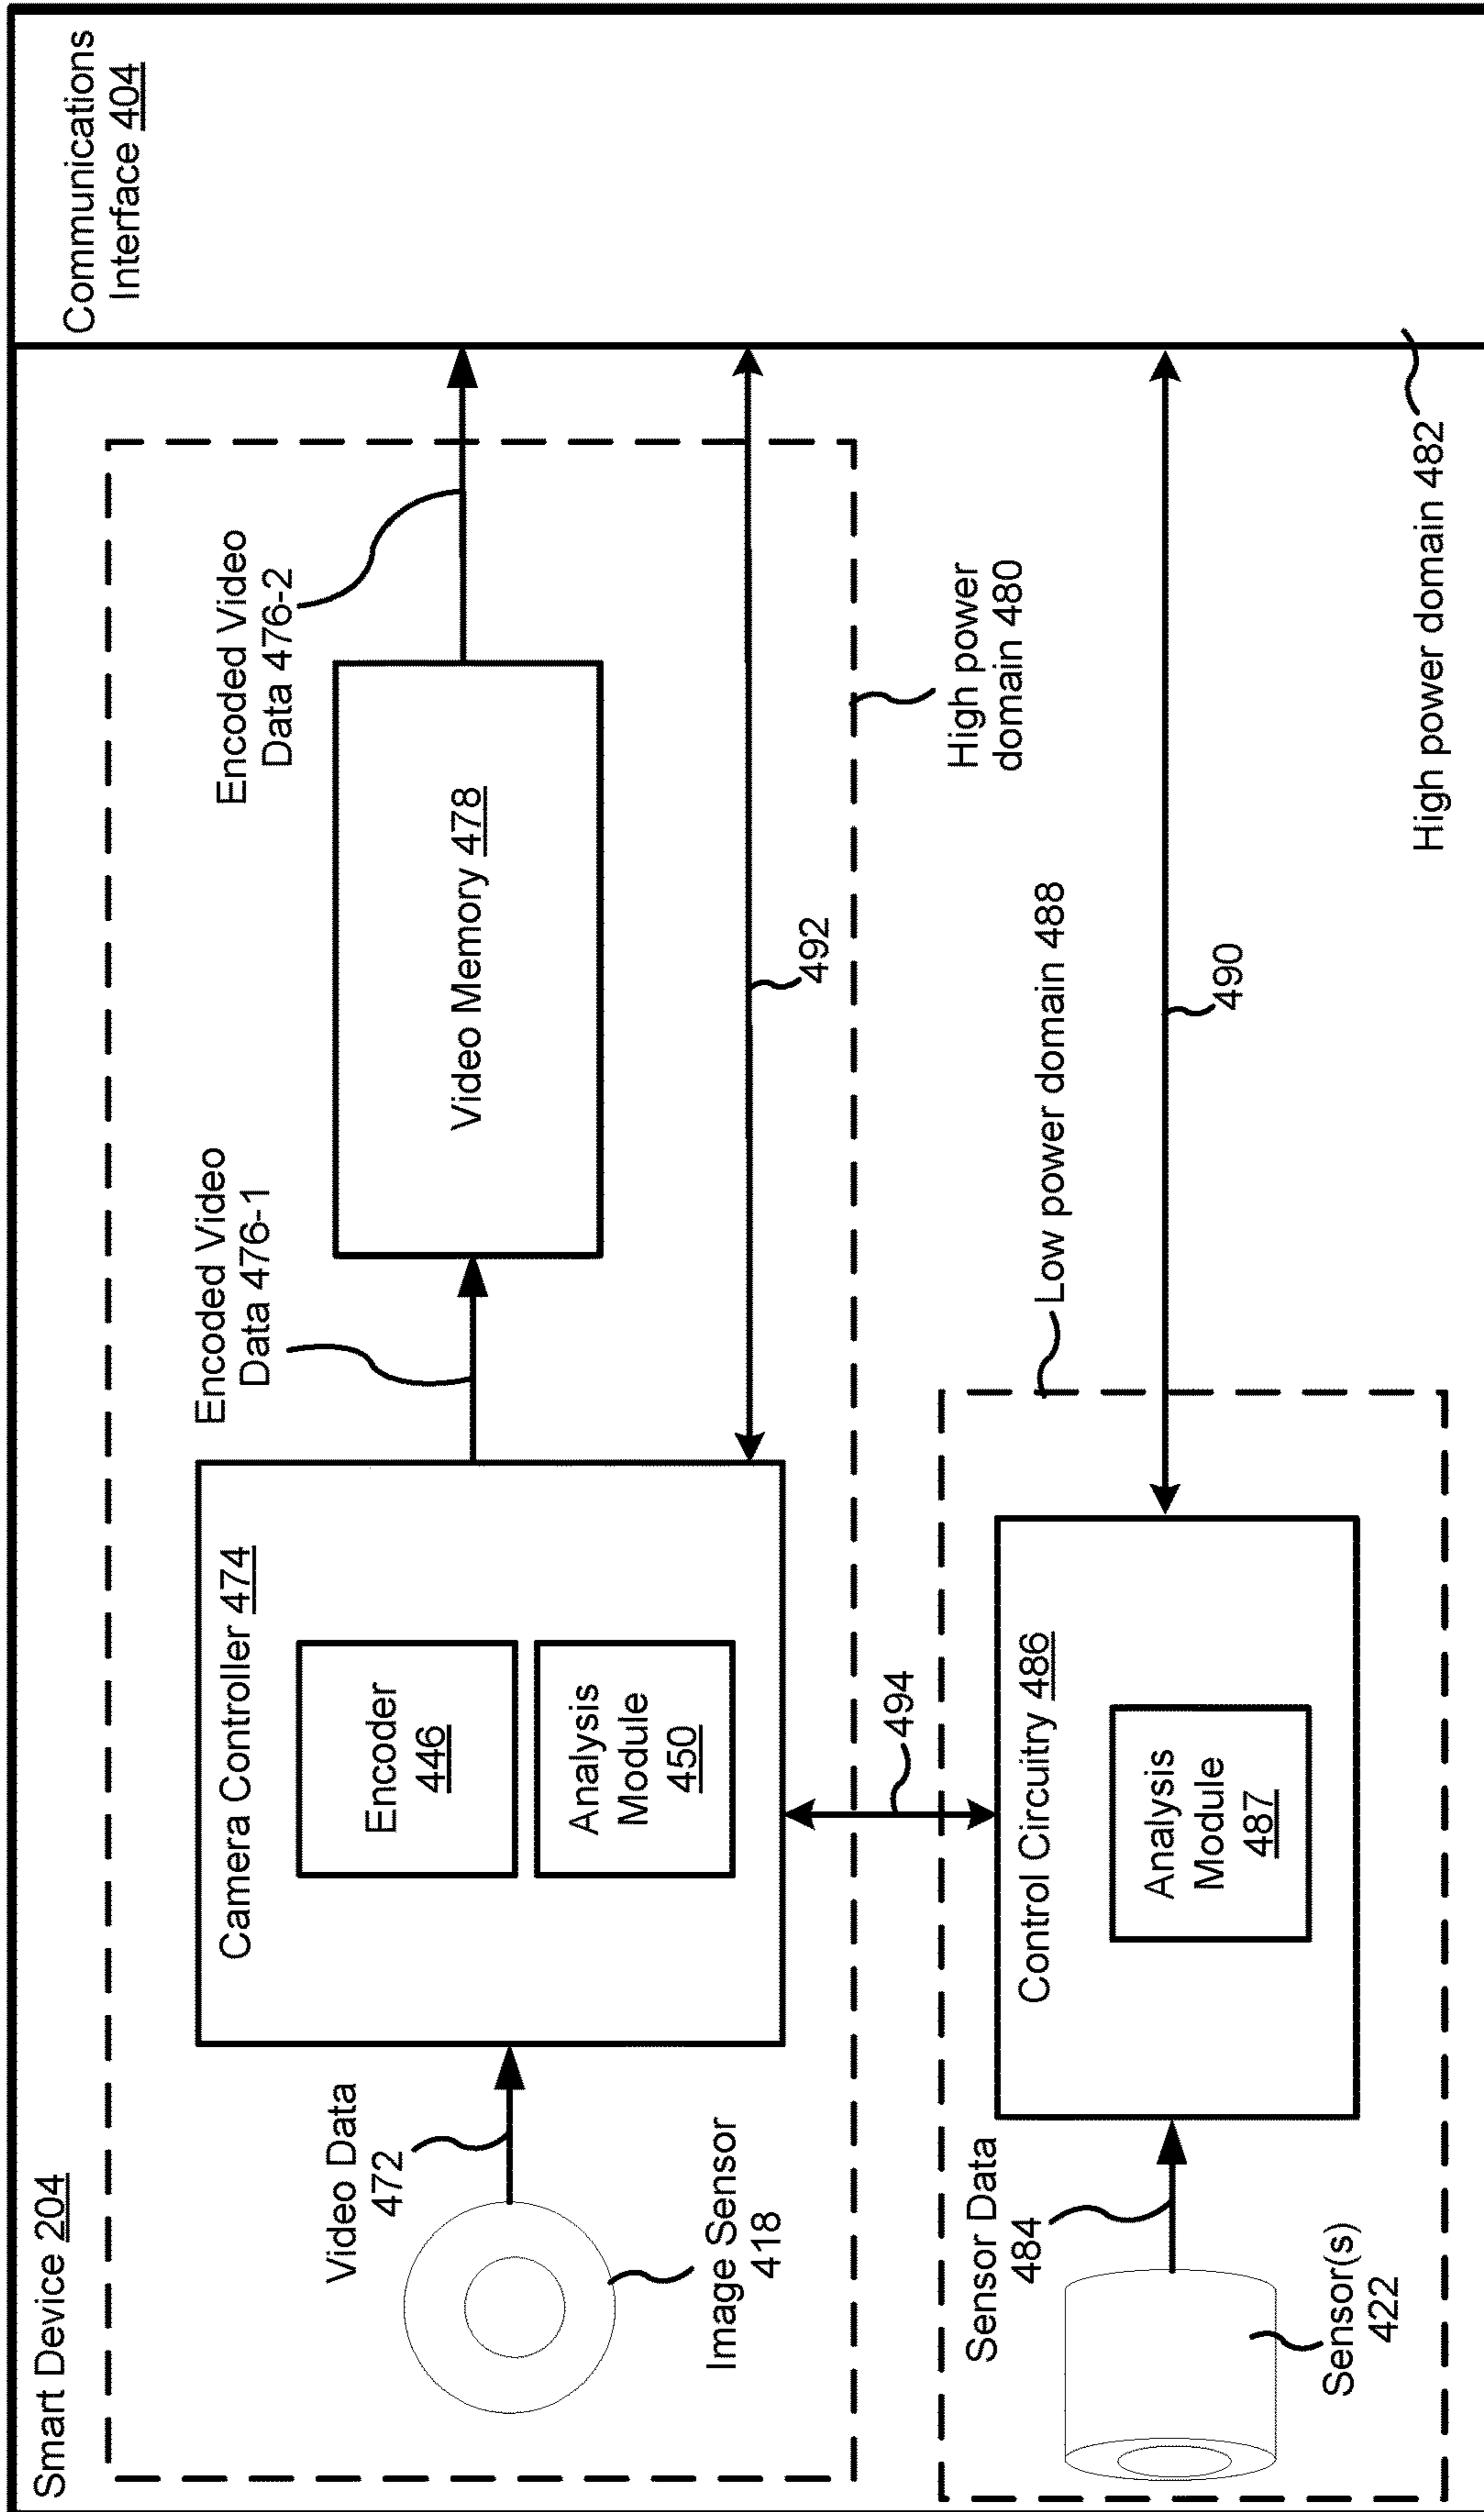 Smart Device 204
Communications
Interface 404
Encoded Video
Data 476-1
Encoded Video
Data 476-2
Camera Controller 474
Video Data
472
Encoder
446
Video Memory 478
Analysis
Module
450
Image Sensor
418
492
High power
domain 480
494
Low power domain 488
Sensor Data
484
Control Circuitry 486
Analysis
Module
487
490
Sensor(s)
422
High power domain 482